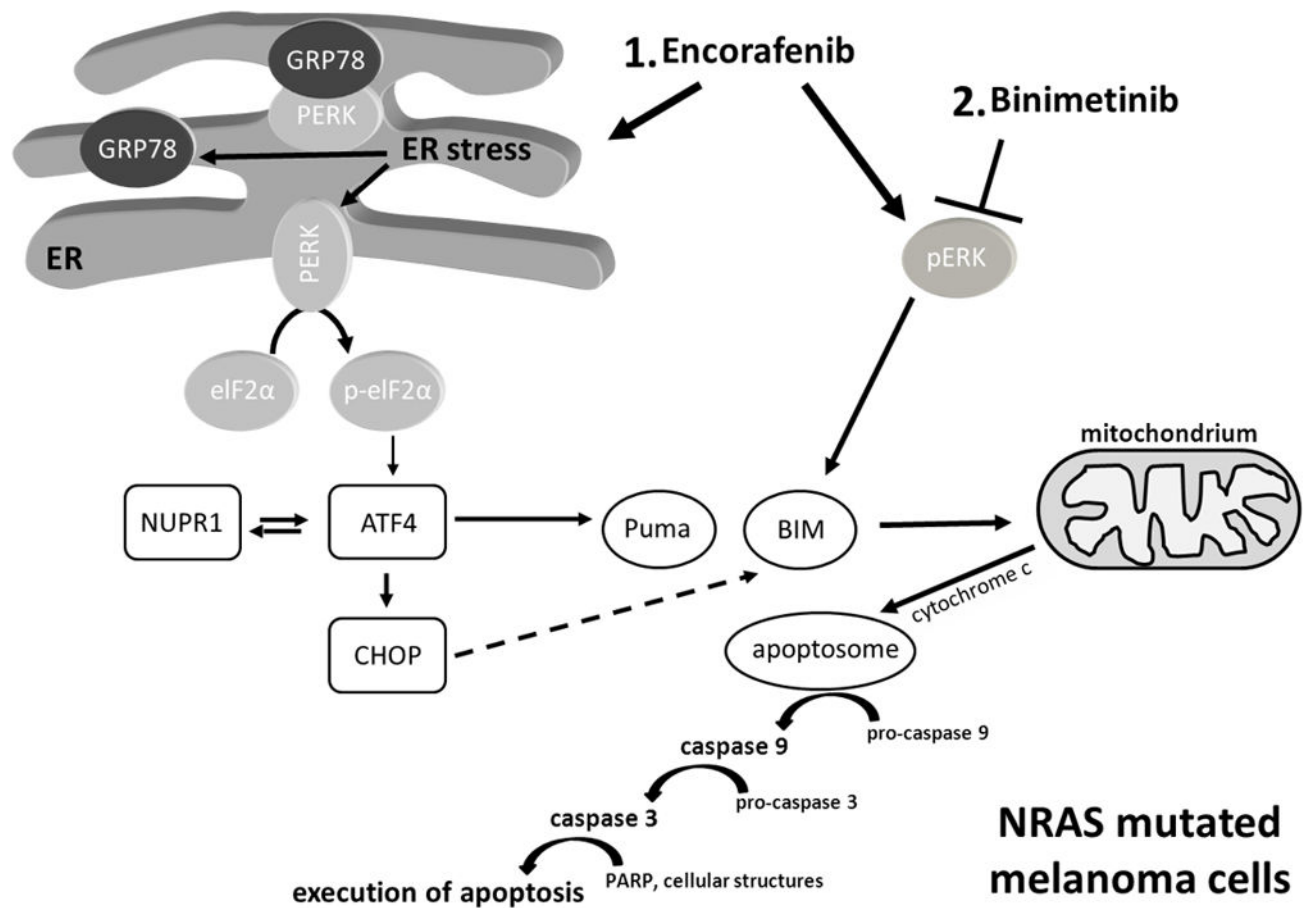 GRP78
PERK
GRP78
ER stress
PERK
ER
1. Encorafenib
2. Binimetinib
pERK
eIF2α
p-eIF2α
mitochondrium
NUPR1
ATF4
Puma
BIM
cytochrome c
CHOP
apoptosome
caspase 9
pro-caspase 9
caspase 3
pro-caspase 3
execution of apoptosis
PARP, cellular structures
NRAS mutated
melanoma cells